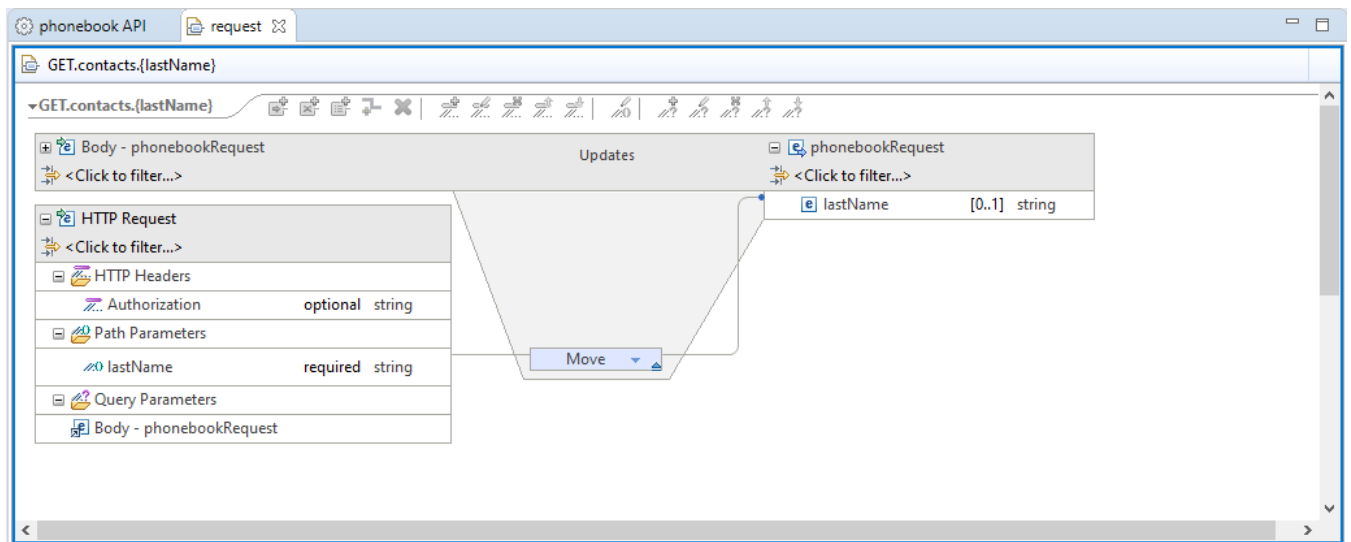 phonebook API
request
GET.contacts.{lastName}
GET.contacts.{lastName}
Body - phonebookRequest
<Click to filter...>
Updates
phonebookRequest
<Click to filter...>
lastName [0..1] string
HTTP Request
<Click to filter...>
HTTP Headers
Authorization optional string
Path Parameters
lastName required string
Move
Query Parameters
Body - phonebookRequest